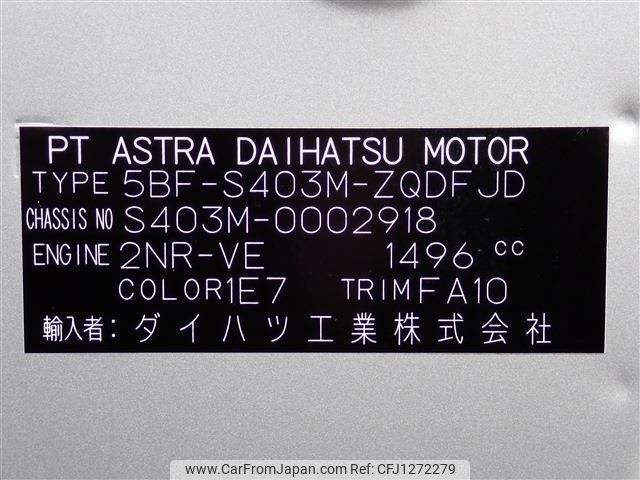 PT ASTRA DAIHATSU MOTOR
TYPE 5BF-S403M-ZQDFJD
CHASSIS NO S403M-0002918
ENGINE 2NR-VE 1496 cc
COLOR 1E7 TRIM FA10
輸入者: ダイハツ工業株式会社
www.CarFromJapan.com - CFJ1272279